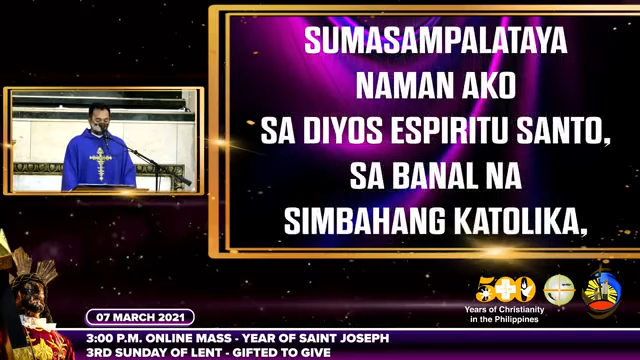 SUMASAMPALATAYA
NAMAN AKO
SA DIYOS ESPIRITU SANTO,
SA BANAL NA
SIMBAHANG KATOLIKA,
500
Years of Christianity
in the Philippines
07 MARCH 2021
3:00 P.M. ONLINE MASS - YEAR OF SAINT JOSEPH
3RD SUNDAY OF LENT - GIFTED TO GIVE